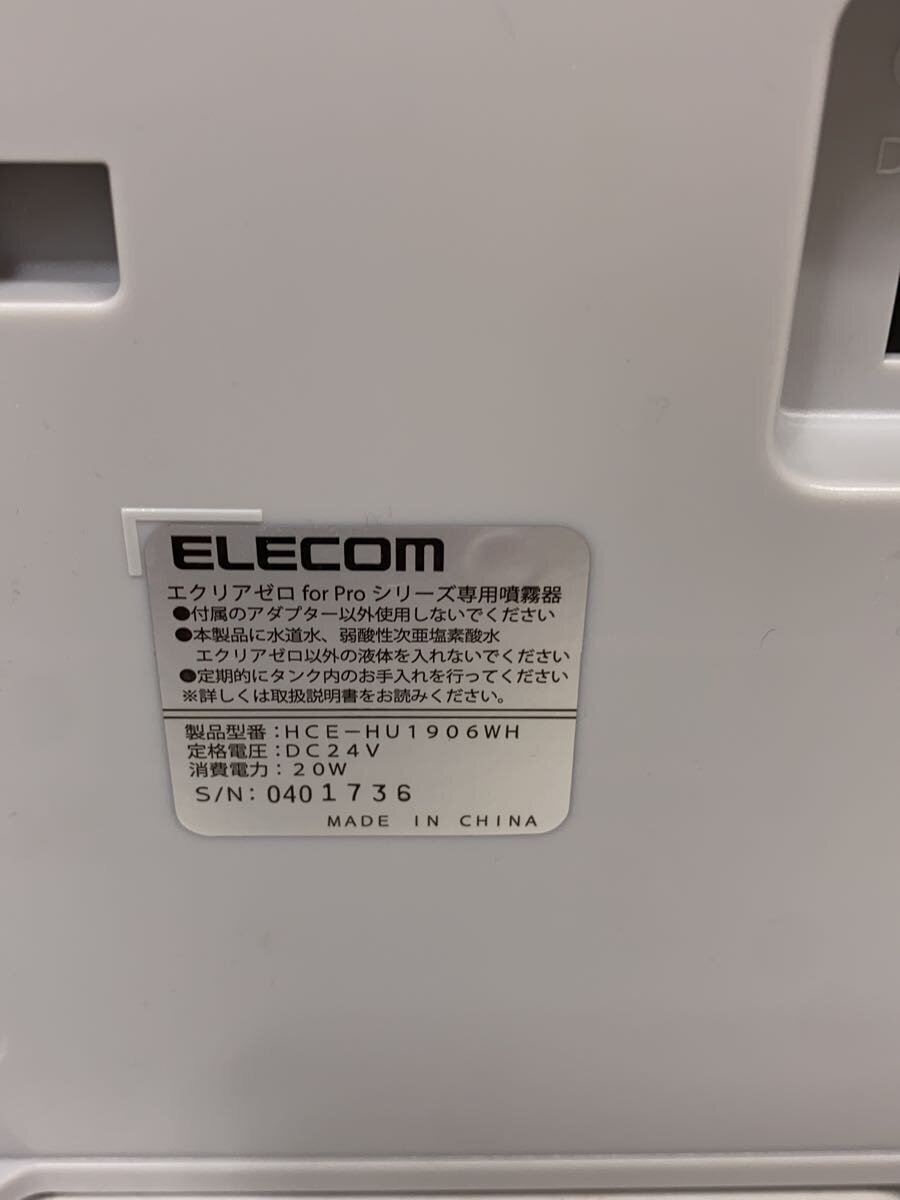 ELECOM
エクリアゼロ for Pro シリーズ専用噴霧器
●付属のアダプター以外使用しないでください
●本製品に水道水、弱酸性次亜塩素酸水
エクリアゼロ以外の液体を入れないでください
●定期的にタンク内のお手入れを行ってください
※詳しくは取扱説明書をお読みください。
製品型番：ＨＣＥ－ＨＵ１９０６ＷＨ
定格電圧：ＤＣ２４Ｖ
消費電力：２０Ｗ
S/N: 0401736
MADE IN CHINA